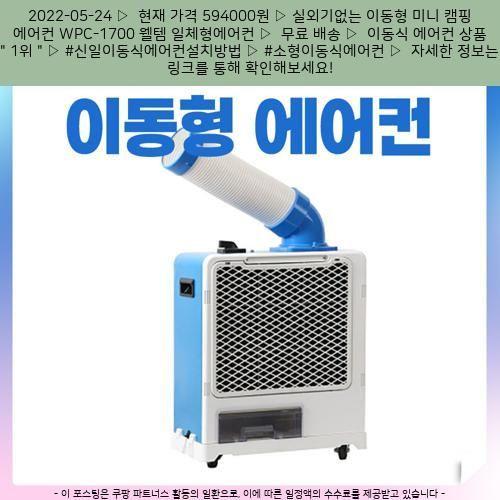 2022-05-24 ▷ 현재 가격 594000원 ▷ 실외기없는 이동형 미니 캠핑
에어컨 WPC-1700 웰템 일체형에어컨 ▷ 무료 배송 ▷ 이동식 에어컨 상품
" 1위 " ▷ #신일이동식에어컨설치방법 ▷ #소형이동식에어컨 ▷ 자세한 정보는
링크를 통해 확인해보세요!
이동형 에어컨
- 이 포스팅은 쿠팡 파트너스 활동의 일환으로, 이에 따른 일정액의 수수료를 제공받고 있습니다 -